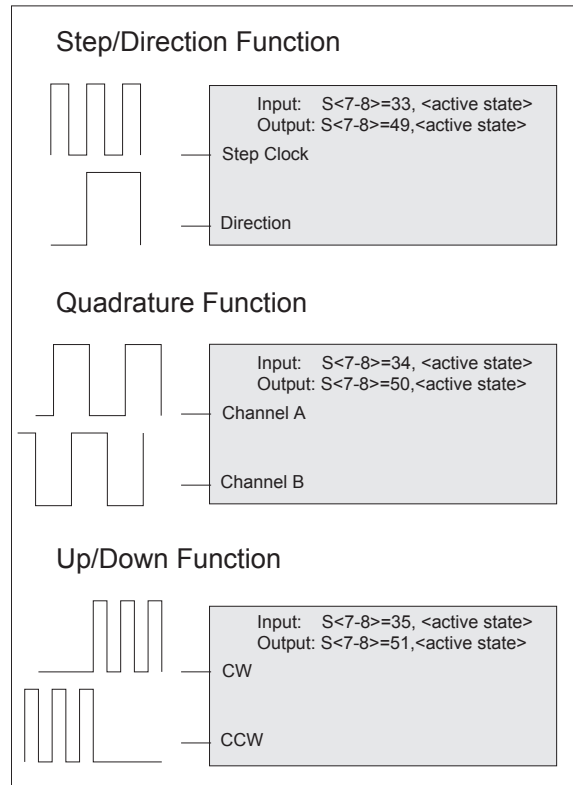 Step/Direction Function
Input: S<7-8>=33, <active state>
Output: S<7-8>=49,<active state>
Step Clock
Direction
Quadrature Function
Input: S<7-8>=34, <active state>
Output: S<7-8>=50,<active state>
Channel A
Channel B
Up/Down Function
Input: S<7-8>=35, <active state>
Output: S<7-8>=51,<active state>
CW
CCW